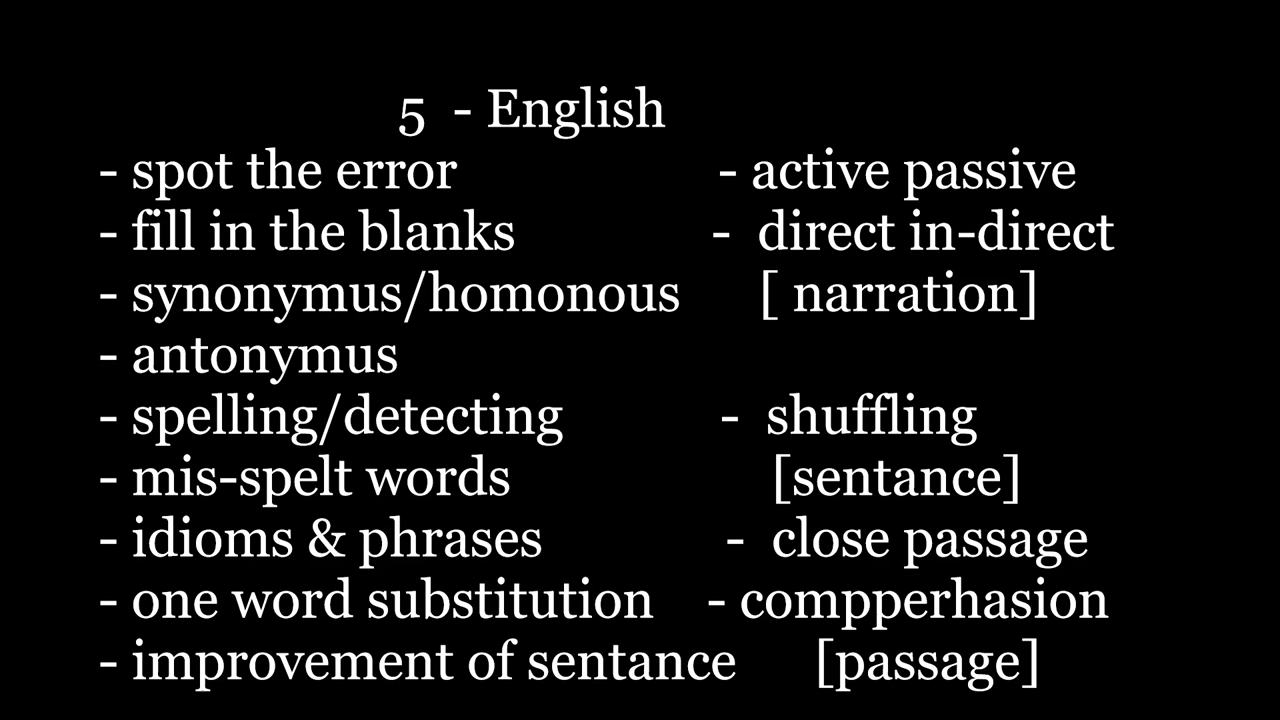 5 - English
- spot the error
- fill in the blanks
- synonymus/homonous
- antonymus
- spelling/detecting
- mis-spelt words
- idioms & phrases
- one word substitution
- improvement of sentance
- active passive
- direct in-direct
[ narration]
- shuffling
[sentance]
- close passage
- compperhasion
[passage]